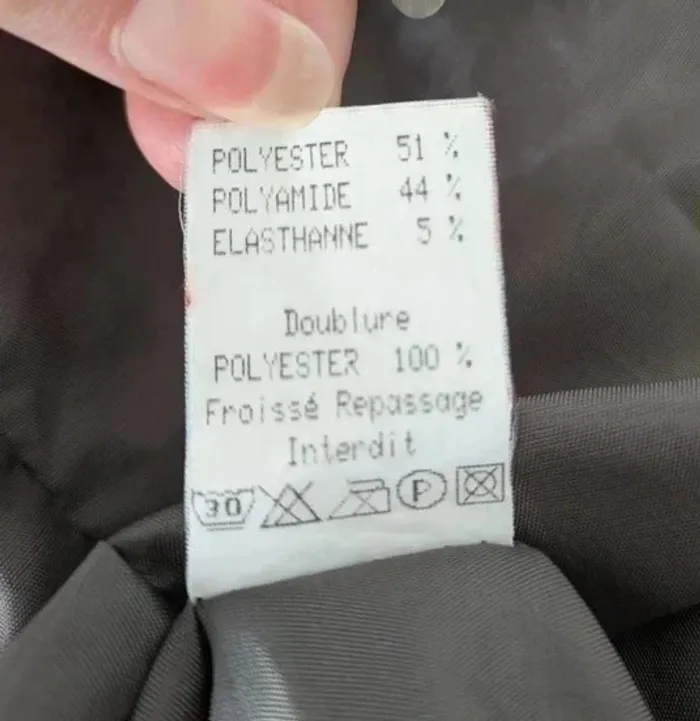 POLYESTER 51 %
POLYAMIDE 44 %
ELASTHANNE 5 %
Doublure
POLYESTER 100 %
Froissé Repassage
Interdit
30 P